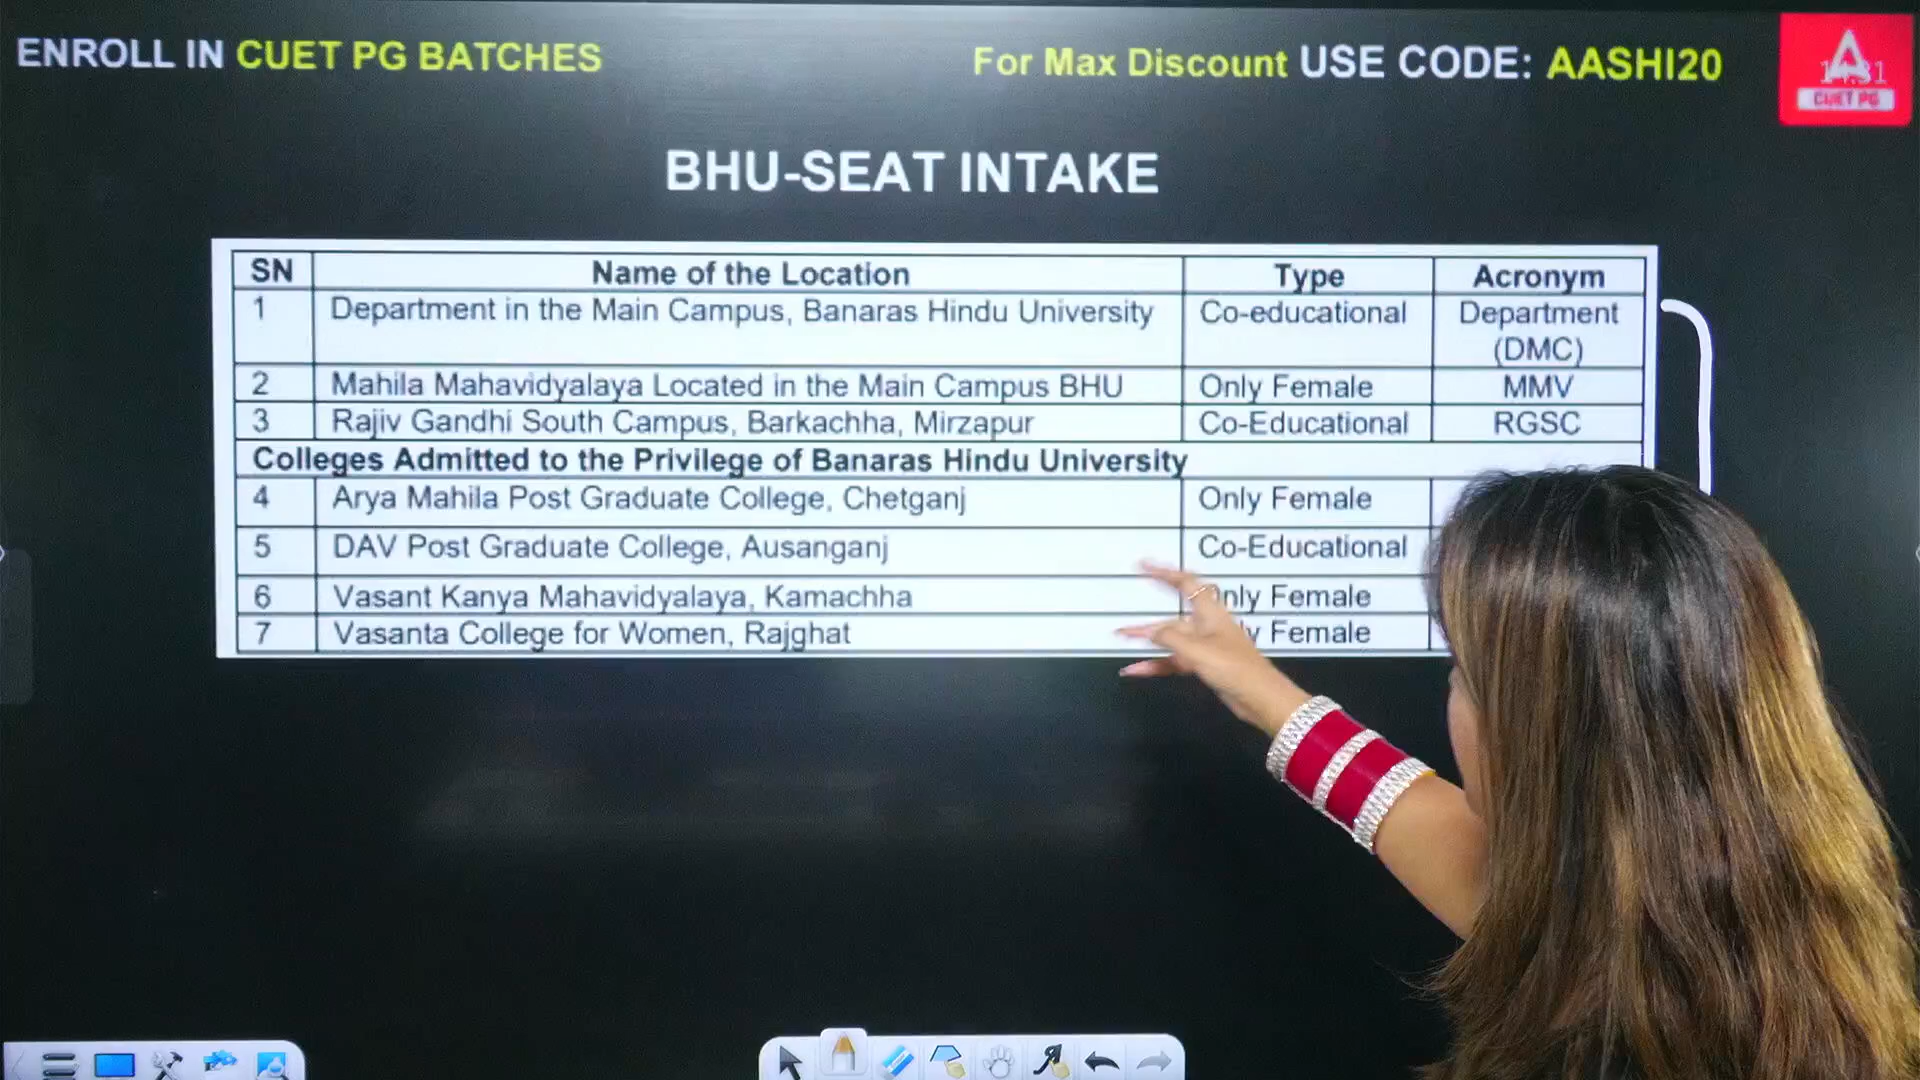 ENROLL IN CUET PG BATCHES
For Max Discount USE CODE: AASHI20
CUET PG
BHU-SEAT INTAKE
SN Name of the Location Type Acronym
1 Department in the Main Campus, Banaras Hindu University Co-educational Department
(DMC)
2 Mahila Mahavidyalaya Located in the Main Campus BHU Only Female MMV
3 Rajiv Gandhi South Campus, Barkachha, Mirzapur Co-Educational RGSC
Colleges Admitted to the Privilege of Banaras Hindu University
4 Arya Mahila Post Graduate College, Chetganj Only Female
5 DAV Post Graduate College, Ausanganj Co-Educational
6 Vasant Kanya Mahavidyalaya, Kamachha Only Female
7 Vasanta College for Women, Rajghat Female